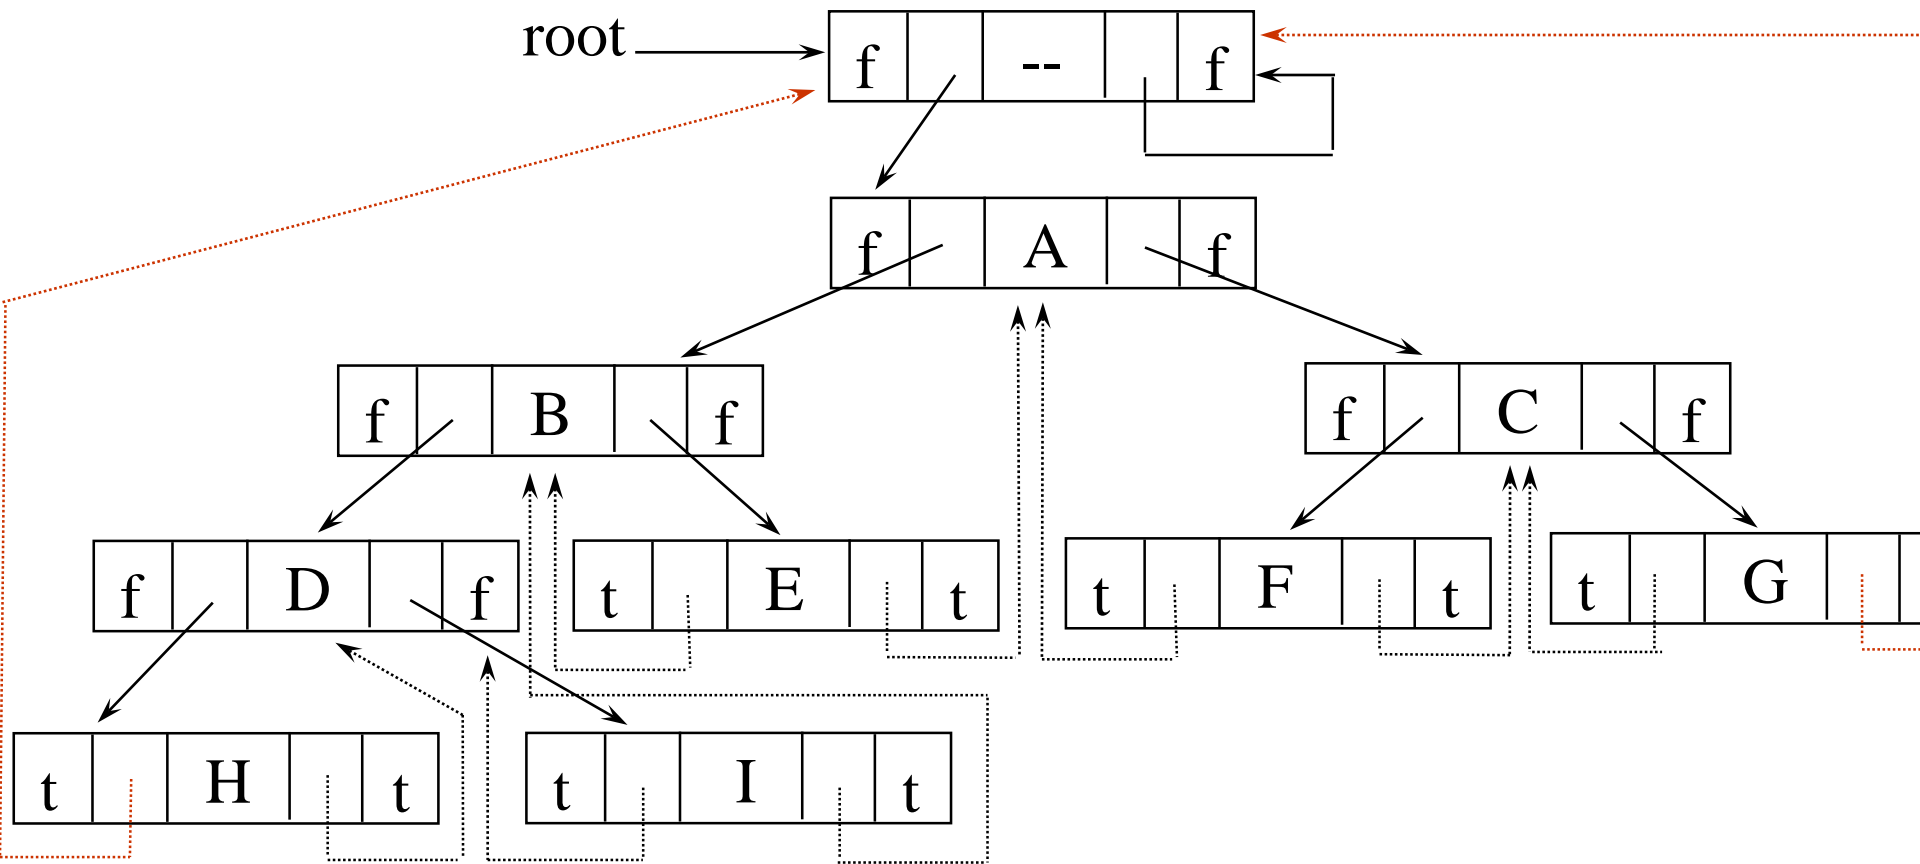 root
f -- f
f A f
f B f
f C f
f D f
t E t
t F t
t G
t H t
t I t